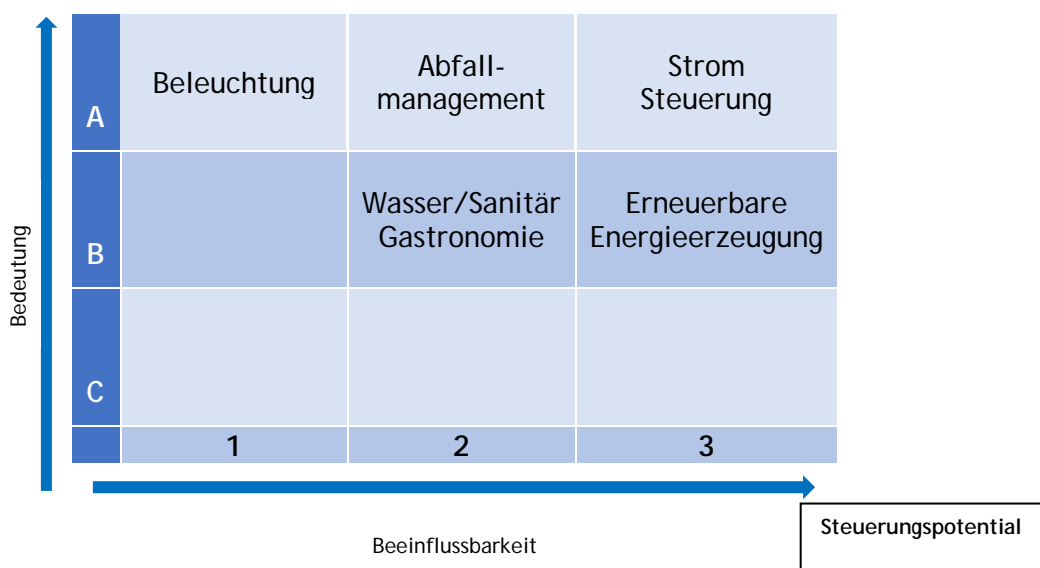 Bedeutung
A
Beleuchtung
Abfall-
management
Strom
Steuerung
B
Wasser/Sanitär
Gastronomie
Erneuerbare
Energieerzeugung
C
1
2
3
Beeinflussbarkeit
Steuerungspotential